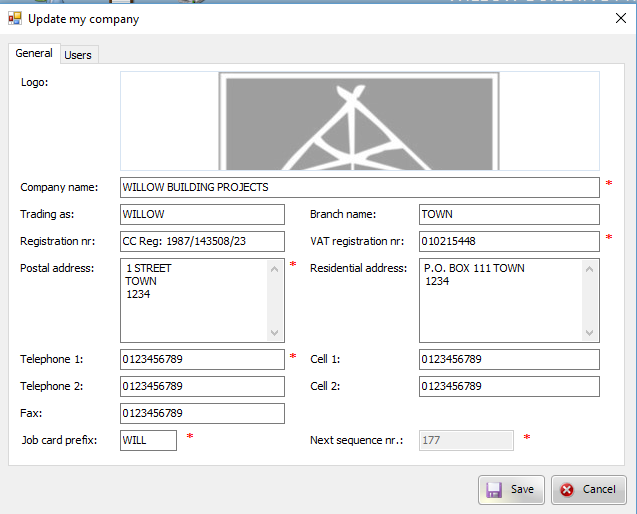 Update my company
General Users
Logo:
Company name: WILLOW BUILDING PROJECTS *
Trading as: WILLOW Branch name: TOWN
Registration nr: CC Reg: 1987/143508/23 VAT registration nr: 010215448 *
Postal address: 1 STREET * Residential address: P.O. BOX 111 TOWN
TOWN 1234
1234
Telephone 1: 0123456789 * Cell 1: 0123456789
Telephone 2: 0123456789 Cell 2: 0123456789
Fax: 0123456789
Job card prefix: WILL * Next sequence nr.: 177 *
Save Cancel